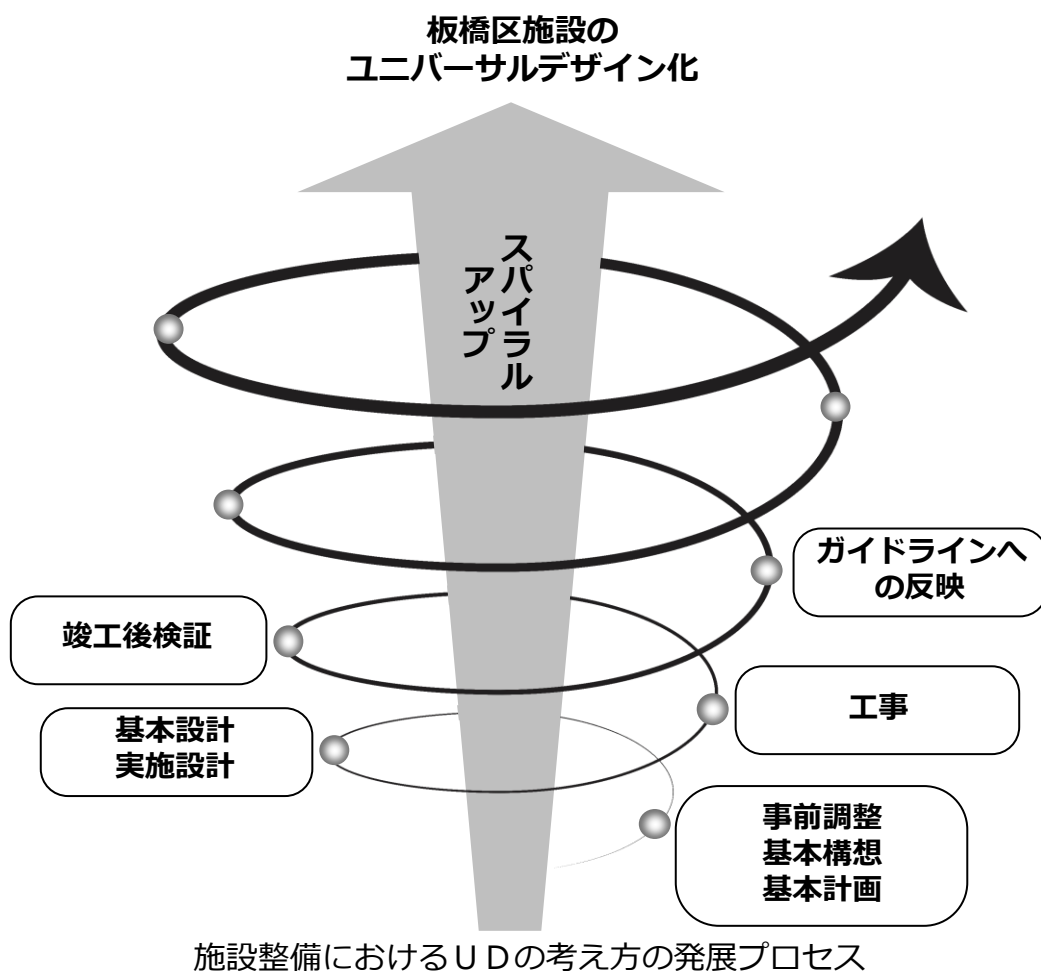 板橋区施設の
ユニバーサルデザイン化
スパイラル
アップ
ガイドラインへ
の反映
竣工後検証
工事
基本設計
実施設計
事前調整
基本構想
基本計画
施設整備におけるＵＤの考え方の発展プロセス